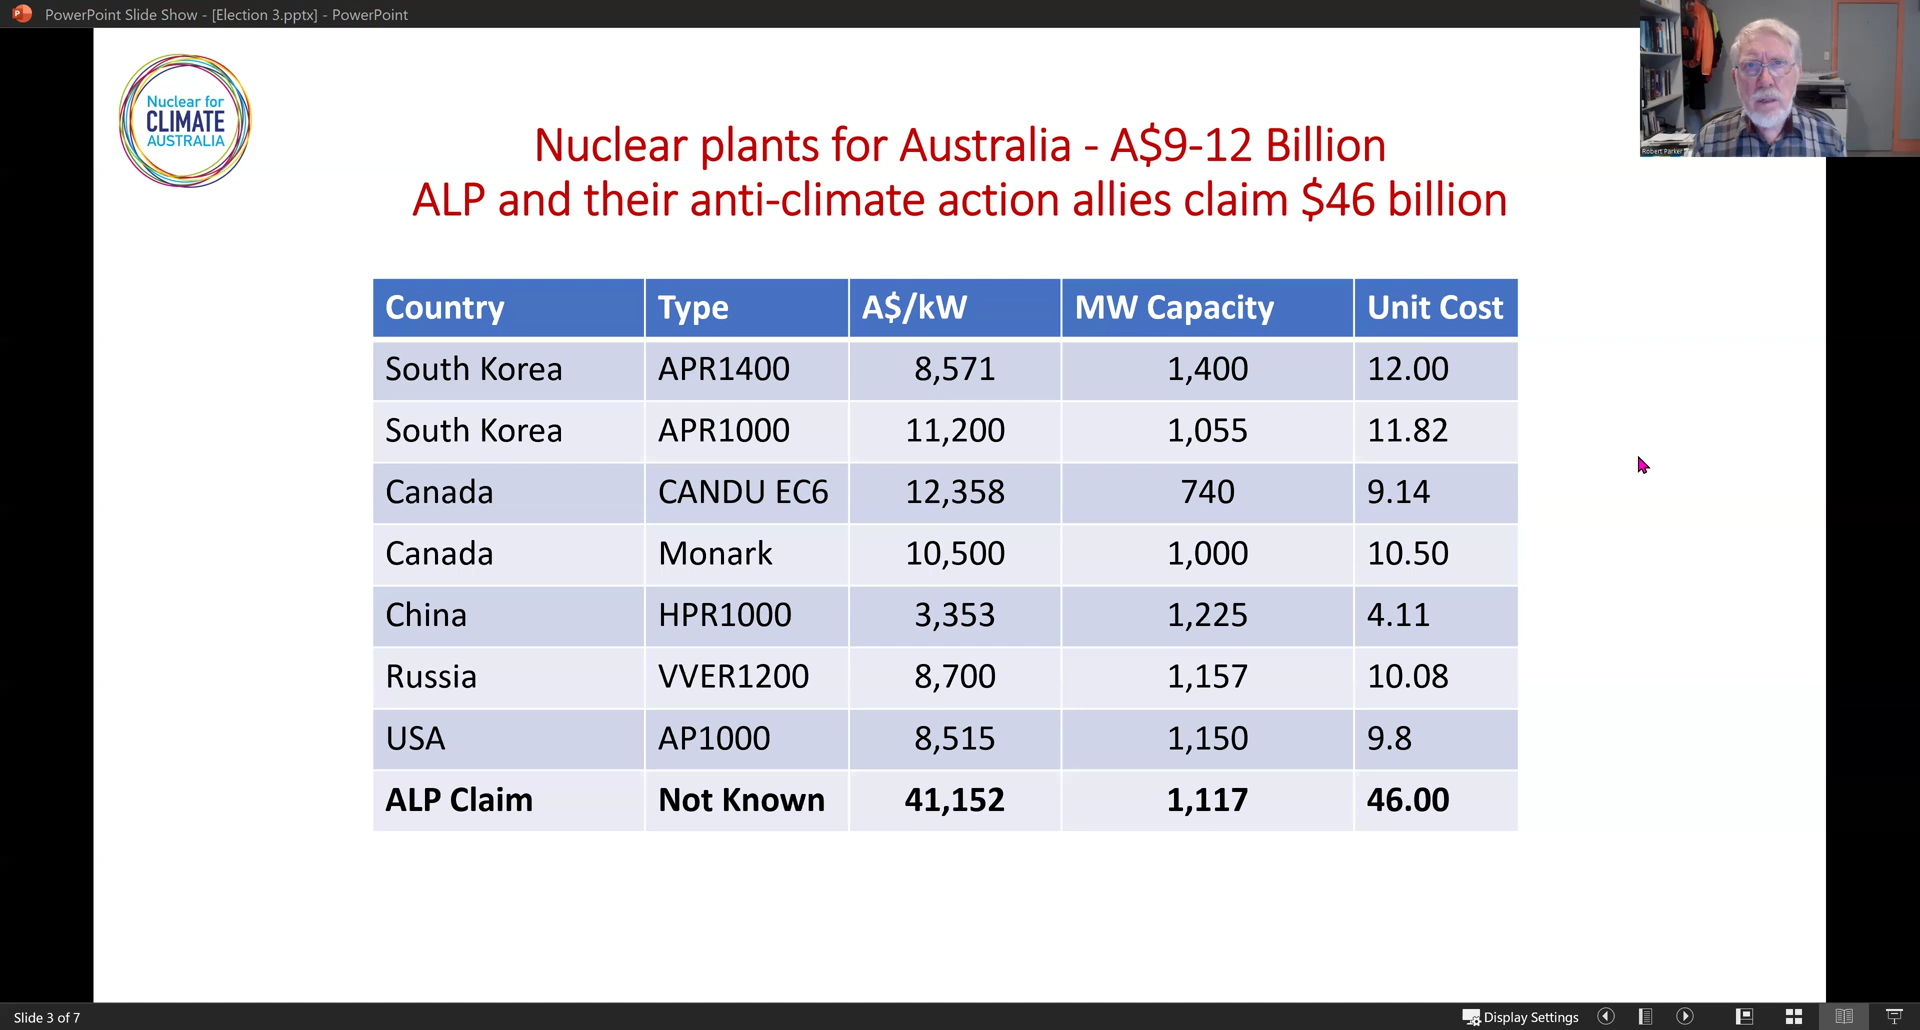 PowerPoint Slide Show - [Election 3.pptx] - PowerPoint
Nuclear for
CLIMATE
AUSTRALIA
Robert Parker
Nuclear plants for Australia - A$9-12 Billion
ALP and their anti-climate action allies claim $46 billion
Country Type A$/kW MW Capacity Unit Cost
South Korea APR1400 8,571 1,400 12.00
South Korea APR1000 11,200 1,055 11.82
Canada CANDU EC6 12,358 740 9.14
Canada Monark 10,500 1,000 10.50
China HPR1000 3,353 1,225 4.11
Russia VVER1200 8,700 1,157 10.08
USA AP1000 8,515 1,150 9.8
ALP Claim Not Known 41,152 1,117 46.00
Slide 3 of 7
Display Settings